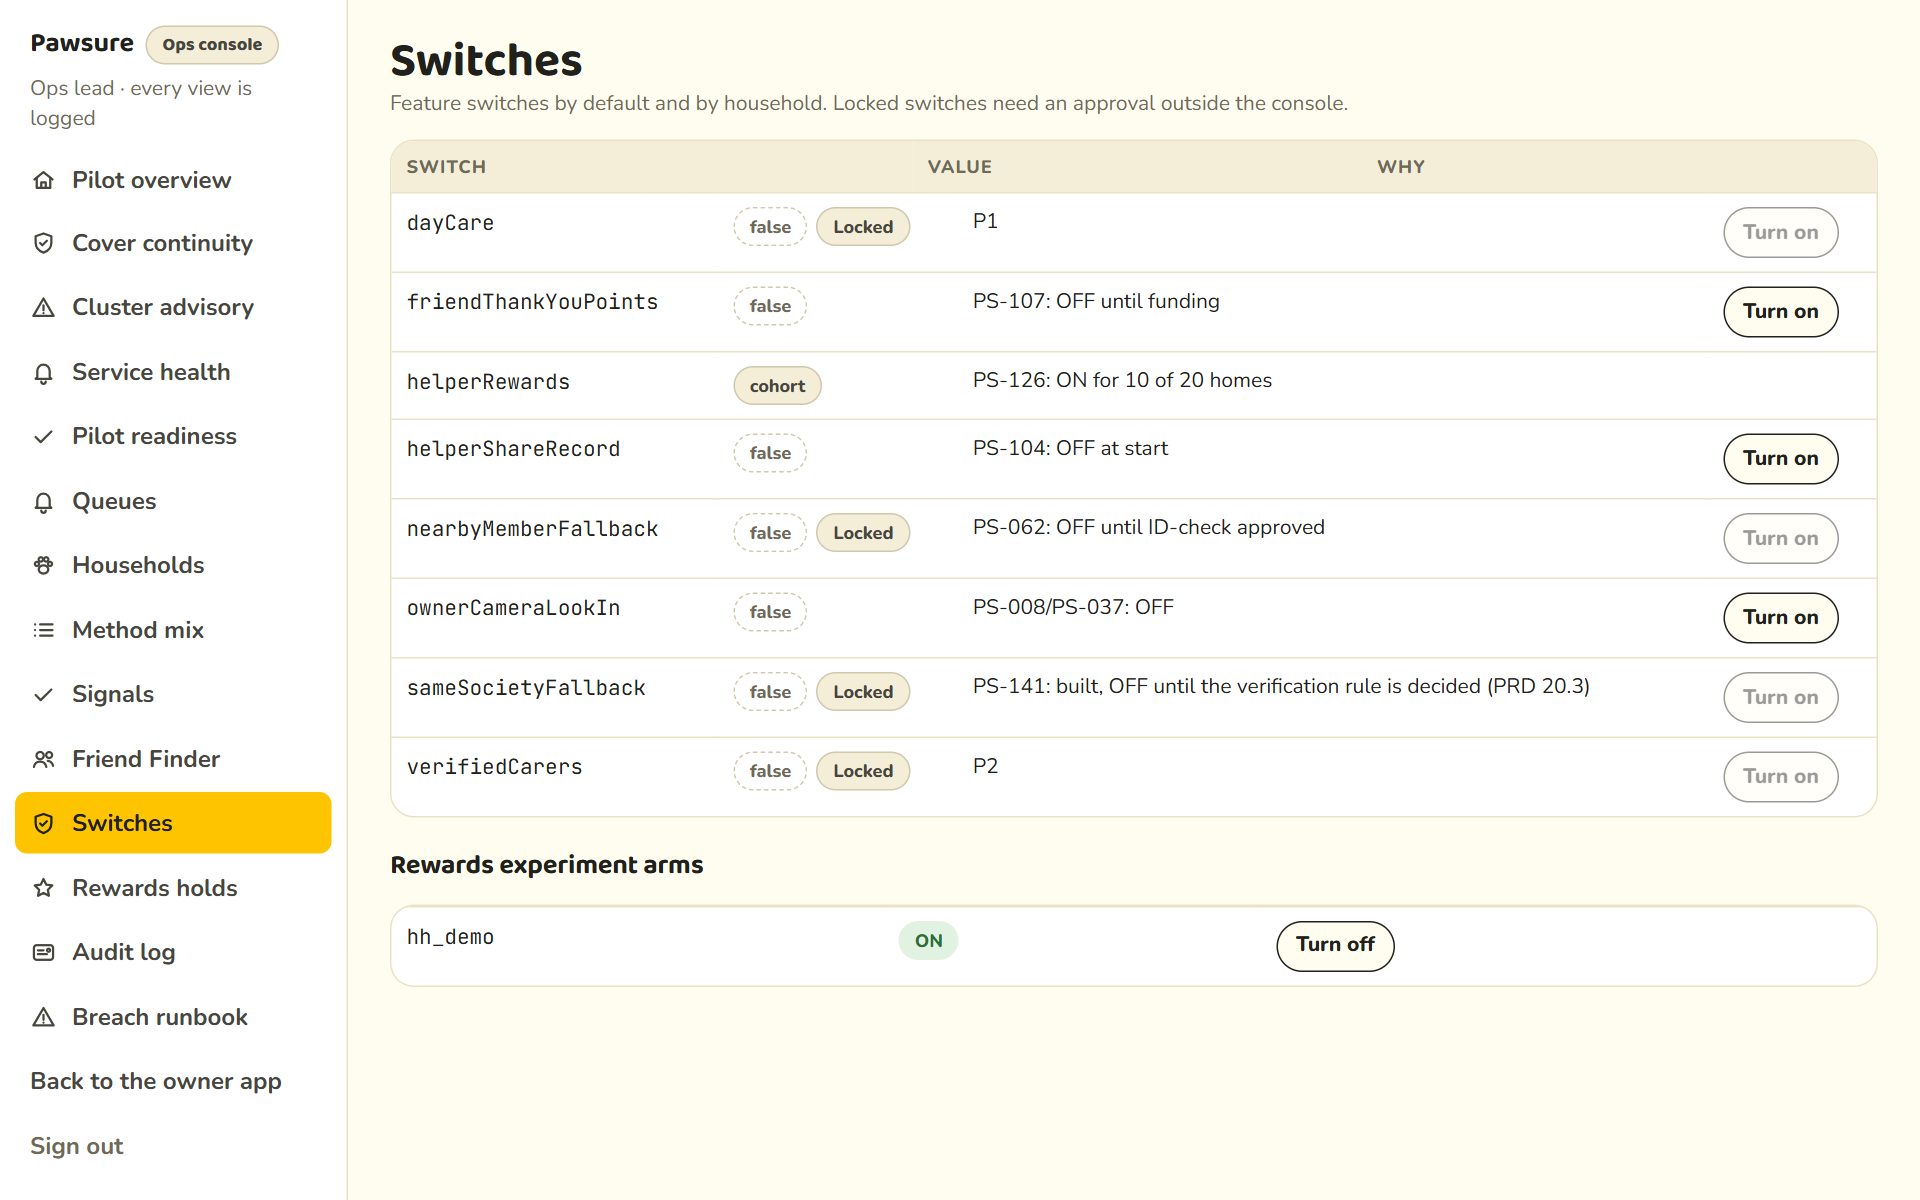 Pawsure
Ops console
Ops lead · every view is
logged
Pilot overview
Cover continuity
Cluster advisory
Service health
Pilot readiness
Queues
Households
Method mix
Signals
Friend Finder
Switches
Rewards holds
Audit log
Breach runbook
Back to the owner app
Sign out
Switches
Feature switches by default and by household. Locked switches need an approval outside the console.
SWITCH VALUE WHY
dayCare false Locked P1 Turn on
friendThankYouPoints false PS-107: OFF until funding Turn on
helperRewards cohort PS-126: ON for 10 of 20 homes
helperShareRecord false PS-104: OFF at start Turn on
nearbyMemberFallback false Locked PS-062: OFF until ID-check approved Turn on
ownerCameraLookIn false PS-008/PS-037: OFF Turn on
sameSocietyFallback false Locked PS-141: built, OFF until the verification rule is decided (PRD 20.3) Turn on
verifiedCarers false Locked P2 Turn on
Rewards experiment arms
hh_demo ON Turn off